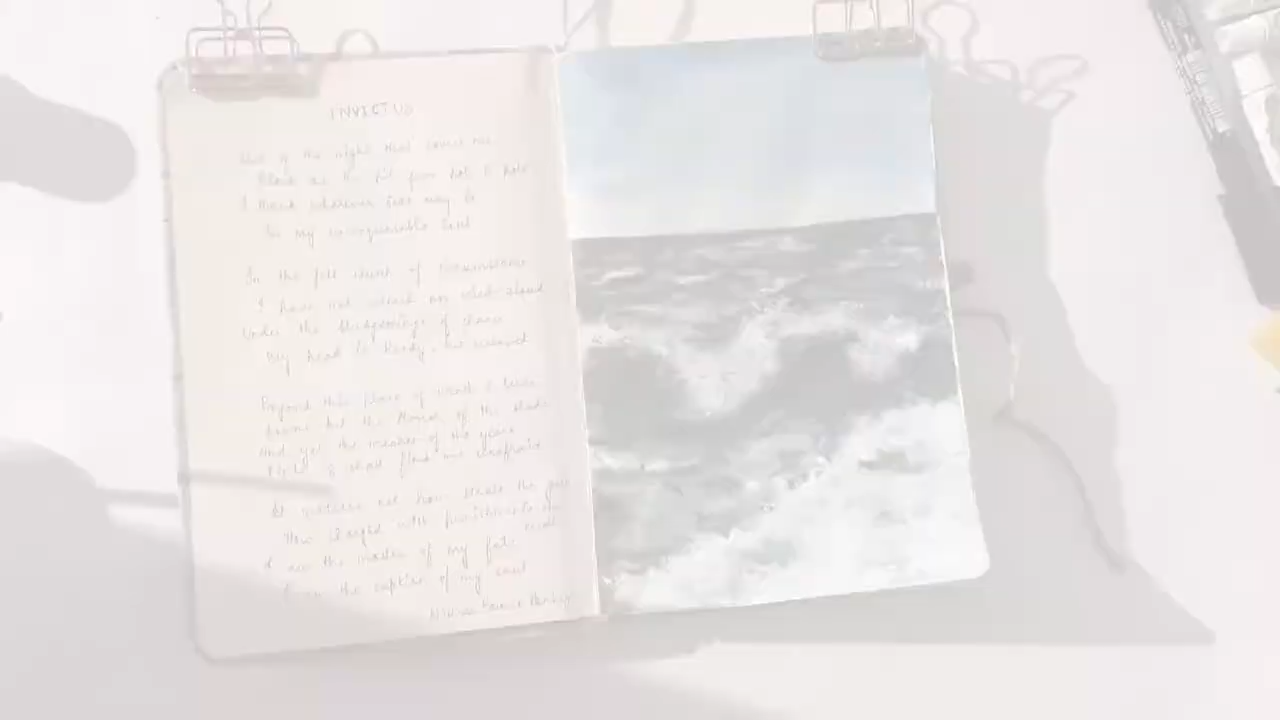 INVICTUS
Out of the night that covers me
Black as the pit from pole to pole
I thank whatever Gods may be
For my unconquerable soul
In the fell clutch of circumstance
I have not winced nor cried aloud
Under the bludgeonings of chance
My head is bloody, but unbowed
Beyond this place of wrath & tears
Looms but the Horror of the shade
And yet the menace of the years
Finds & shall find me unafraid
It matters not how strait the gate
How charged with punishments the
scroll
I am the master of my fate
I am the captain of my soul
William Ernest Henley